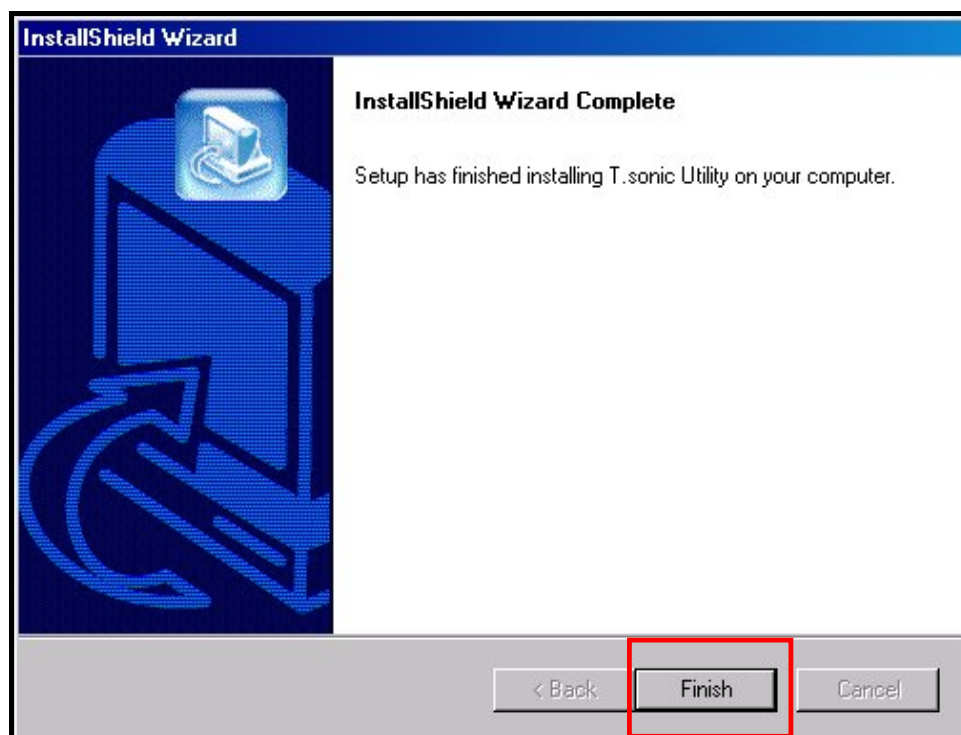 InstallShield Wizard
InstallShield Wizard Complete
Setup has finished installing T.sonic Utility on your computer.
< Back Finish Cancel